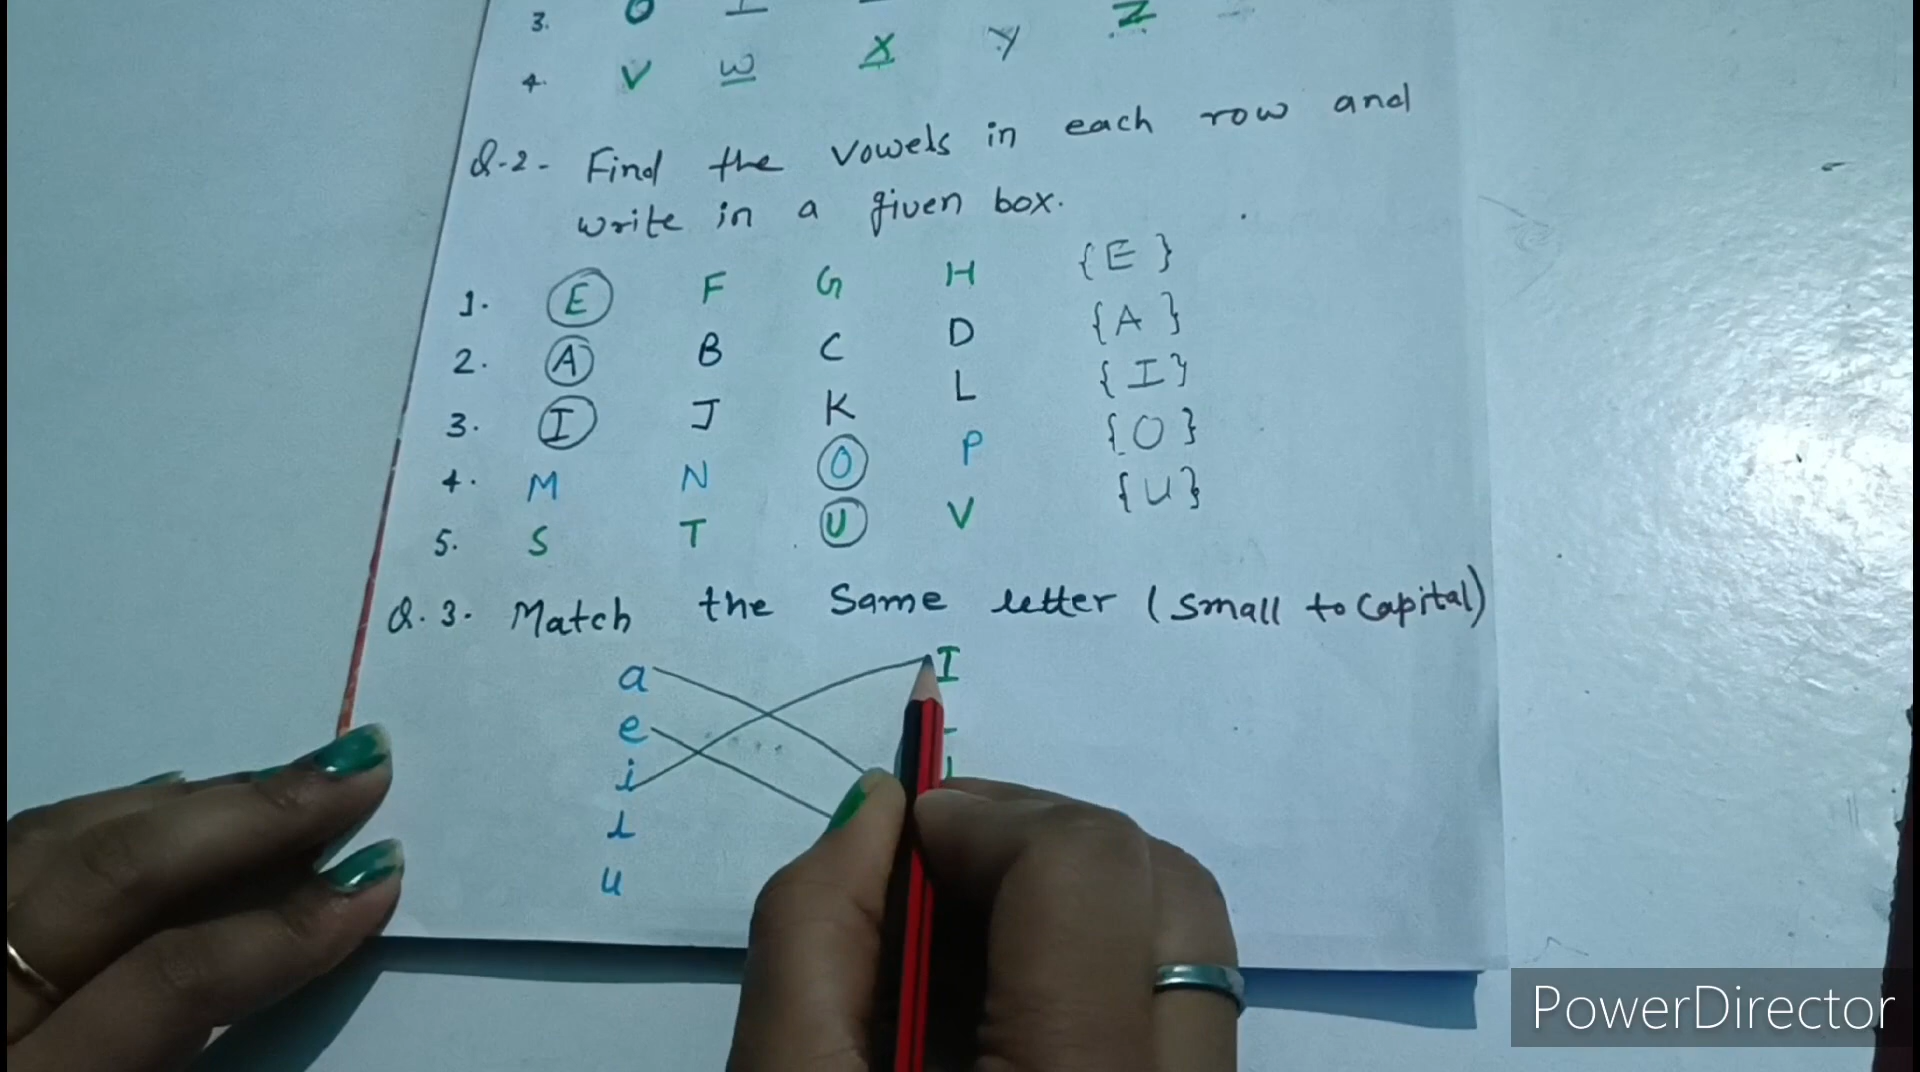 3. O
4. V W X Y Z
Q-2- Find the vowels in each row and
write in a given box.
1. E F G H {E}
2. A B C D {A}
3. I J K L {I}
4. M N O P {O}
5. S T U V {U}
Q.3. Match the Same letter (Small to Capital)
a I
e
i
u
PowerDirector